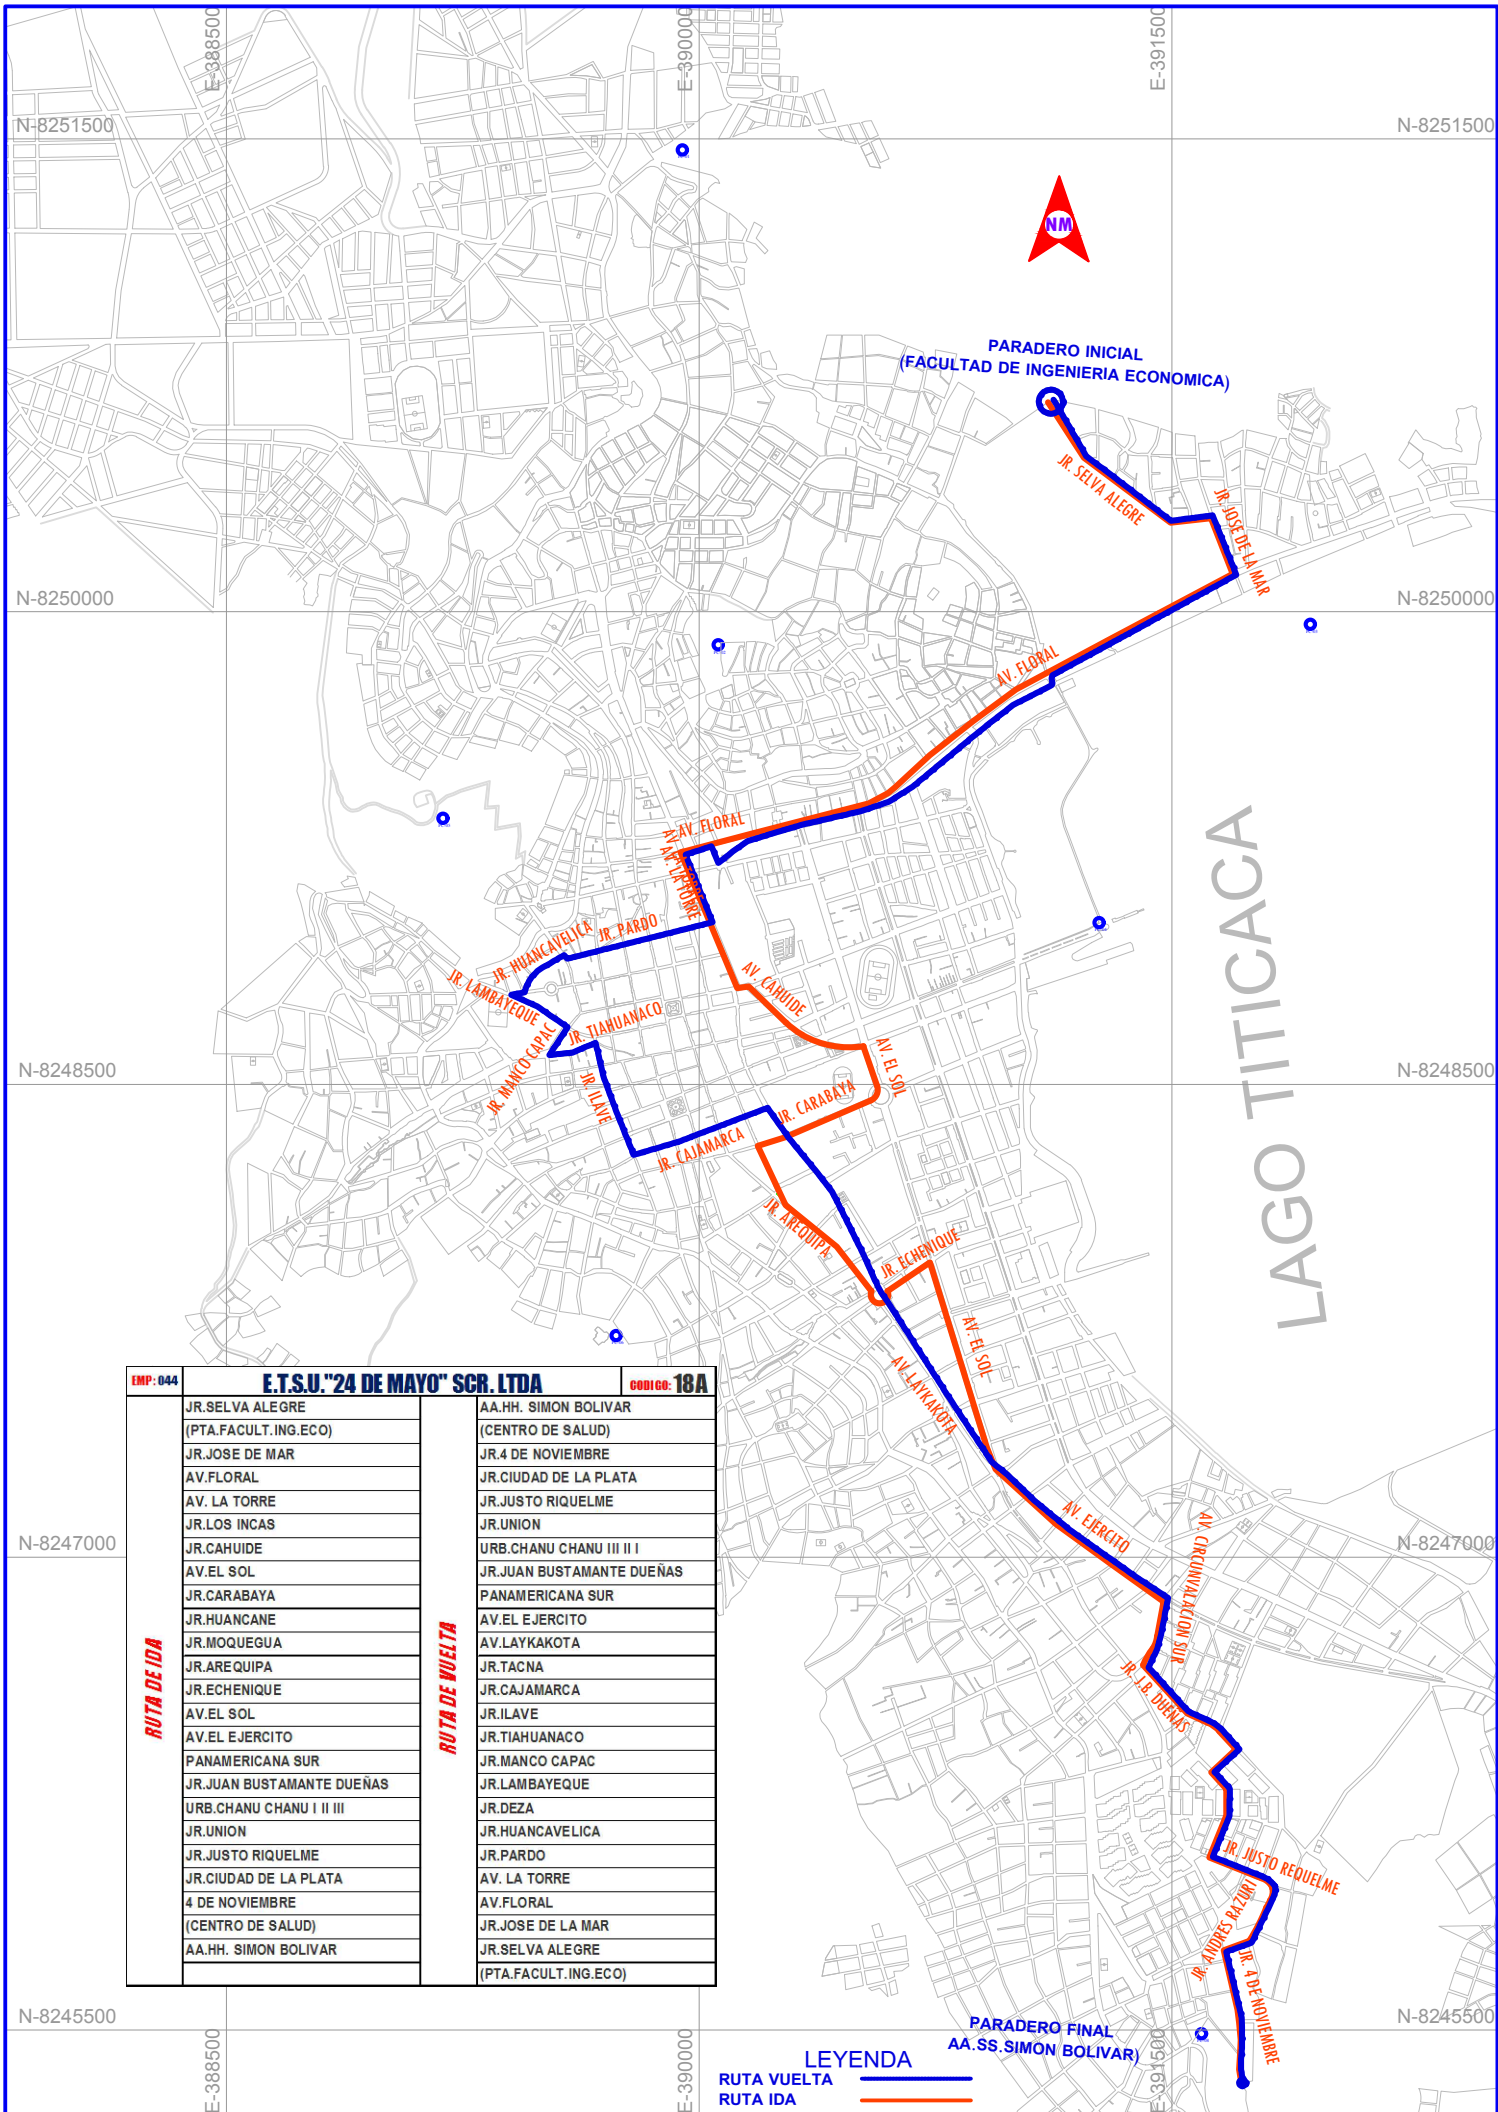 E-388500
E-390000
E-391500
N-8251500
N-8251500
NM
PARADERO INICIAL
(FACULTAD DE INGENIERIA ECONOMICA)
JR. SELVA ALEGRE
JR. JOSE DE LA MAR
N-8250000
N-8250000
AV. FLORAL
AV. FLORAL
AV. LA TORRE
JR. PARDO
JR. HUANCAVELICA
JR. LAMBAYEQUE
AV. CAHUIDE
JR. TIAHUANACO
JR. MANCO CAPAC
JR. ILAVE
AV. EL SOL
N-8248500
N-8248500
JR. CARABAYA
JR. CAJAMARCA
LAGO TITICACA
JR. AREQUIPA
JR. ECHENIQUE
AV. EL SOL
AV. LAYKAKOTA
EMP: 044
E.T.S.U."24 DE MAYO" SCR. LTDA
CODIGO: 18A
RUTA DE IDA
JR.SELVA ALEGRE
(PTA.FACULT.ING.ECO)
JR.JOSE DE MAR
AV.FLORAL
AV. LA TORRE
JR.LOS INCAS
JR.CAHUIDE
AV.EL SOL
JR.CARABAYA
JR.HUANCANE
JR.MOQUEGUA
JR.AREQUIPA
JR.ECHENIQUE
AV.EL SOL
AV.EL EJERCITO
PANAMERICANA SUR
JR.JUAN BUSTAMANTE DUEÑAS
URB.CHANU CHANU I II III
JR.UNION
JR.JUSTO RIQUELME
JR.CIUDAD DE LA PLATA
4 DE NOVIEMBRE
(CENTRO DE SALUD)
AA.HH. SIMON BOLIVAR
RUTA DE VUELTA
AA.HH. SIMON BOLIVAR
(CENTRO DE SALUD)
JR.4 DE NOVIEMBRE
JR.CIUDAD DE LA PLATA
JR.JUSTO RIQUELME
JR.UNION
URB.CHANU CHANU III II I
JR.JUAN BUSTAMANTE DUEÑAS
PANAMERICANA SUR
AV.EL EJERCITO
AV.LAYKAKOTA
JR.TACNA
JR.CAJAMARCA
JR.ILAVE
JR.TIAHUANACO
JR.MANCO CAPAC
JR.LAMBAYEQUE
JR.DEZA
JR.HUANCAVELICA
JR.PARDO
AV. LA TORRE
AV.FLORAL
JR.JOSE DE LA MAR
JR.SELVA ALEGRE
(PTA.FACULT.ING.ECO)
AV. EJERCITO
AV. CIRCUNVALACION SUR
N-8247000
N-8247000
JR. J.B. DUEÑAS
JR. JUSTO REQUELME
JR. ANDRES RAZURI
JR. 4 DE NOVIEMBRE
N-8245500
N-8245500
PARADERO FINAL
AA.SS.SIMON BOLIVAR)
E-388500
E-390000
E-391500
LEYENDA
RUTA VUELTA
RUTA IDA